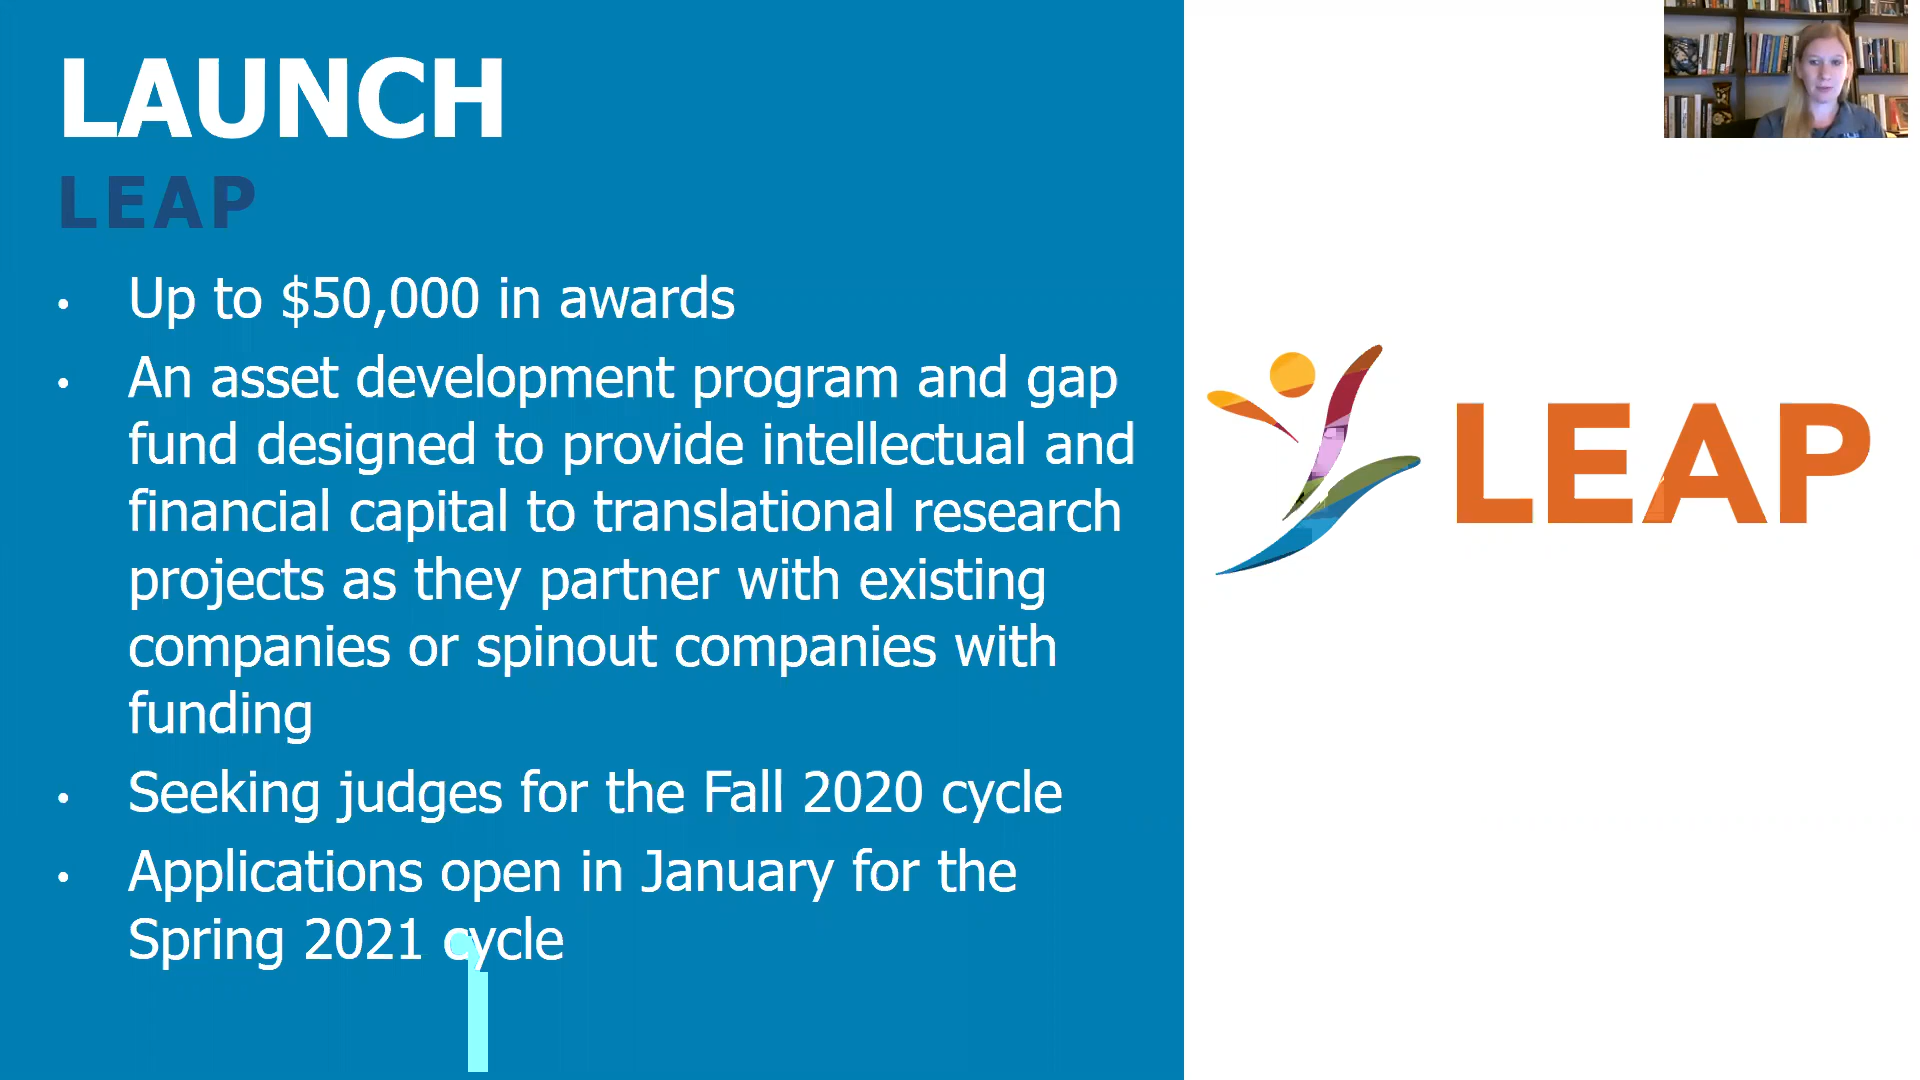 LAUNCH
LEAP
• Up to $50,000 in awards
• An asset development program and gap
fund designed to provide intellectual and
financial capital to translational research
projects as they partner with existing
companies or spinout companies with
funding
• Seeking judges for the Fall 2020 cycle
• Applications open in January for the
Spring 2021 cycle
LEAP